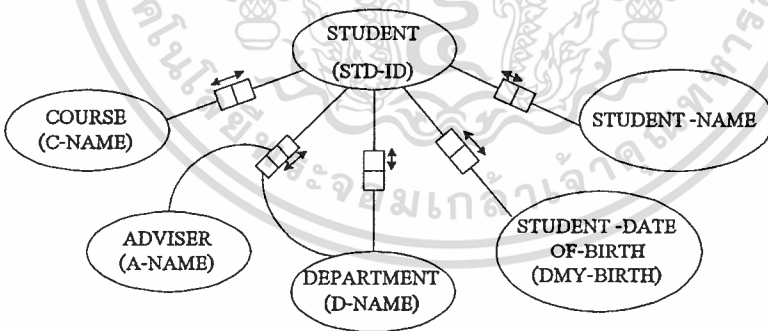 STUDENT
(STD-ID)
COURSE
(C-NAME)
STUDENT -NAME
ADVISER
(A-NAME)
DEPARTMENT
(D-NAME)
STUDENT -DATE
OF-BIRTH
(DMY-BIRTH)